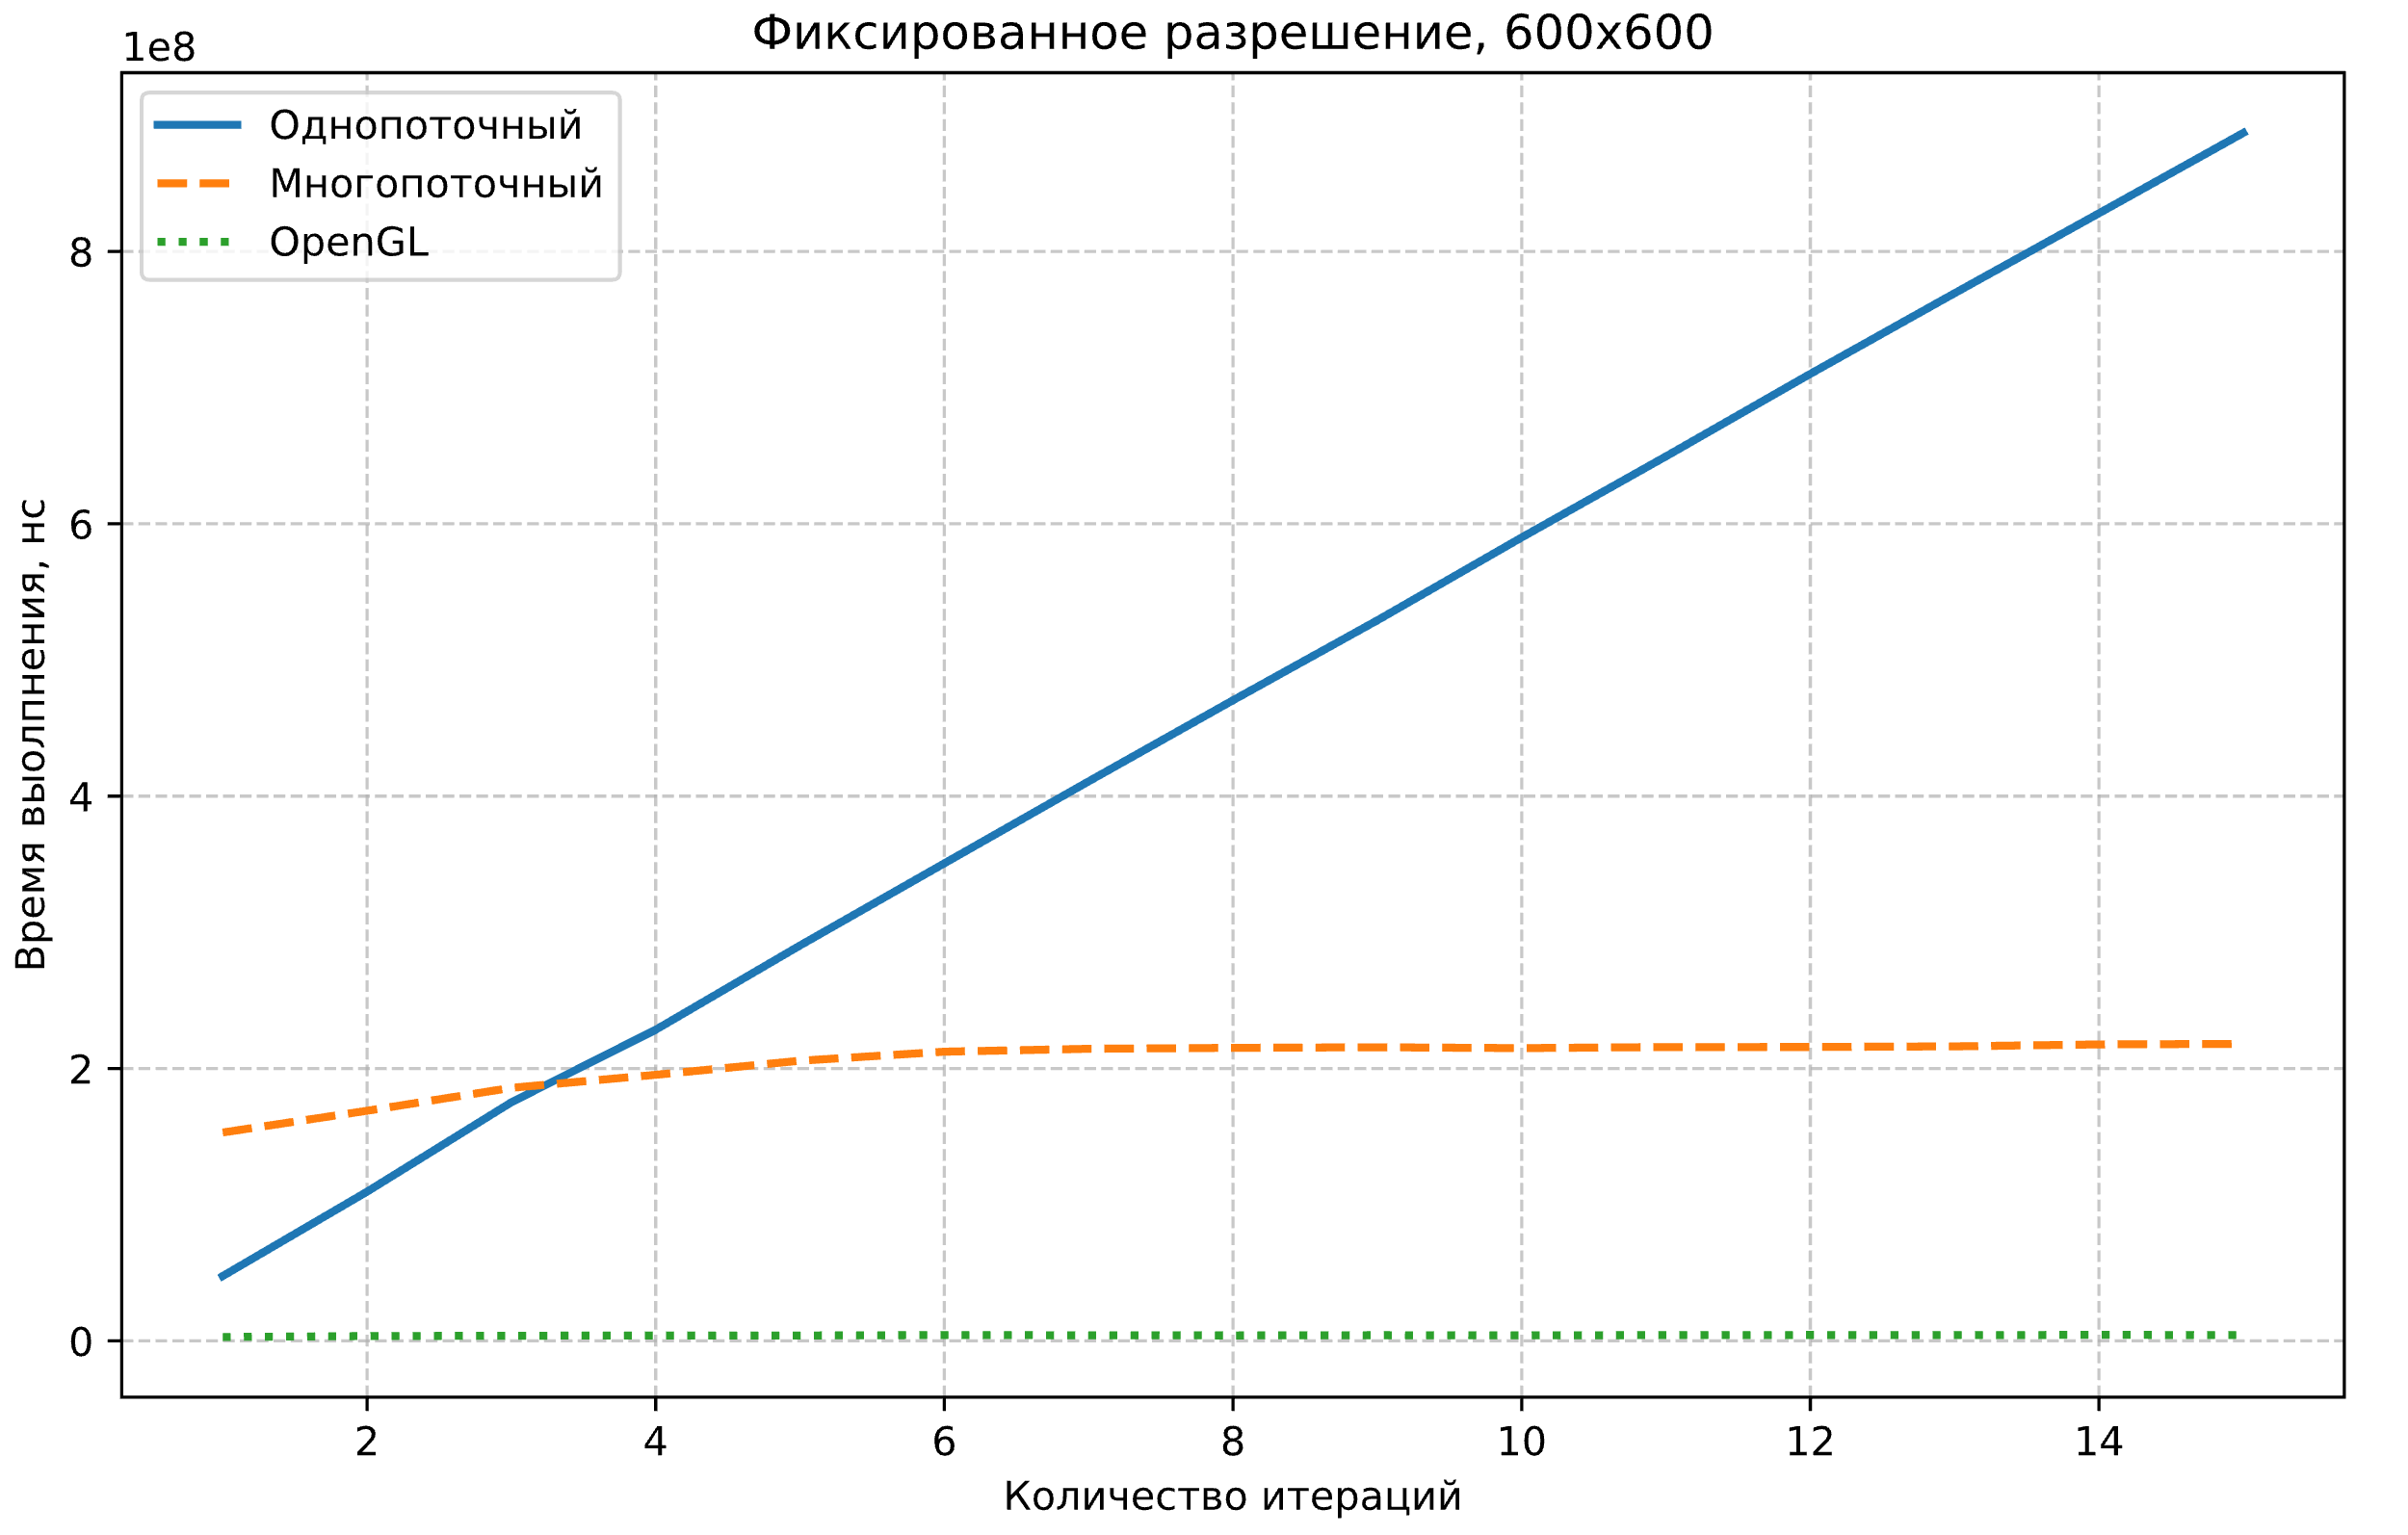 Фиксированное разрешение, 600x600
1e8
Однопоточный
Многопоточный
OpenGL
8
6
4
2
0
Время выолпнения, нс
2 4 6 8 10 12 14
Количество итераций